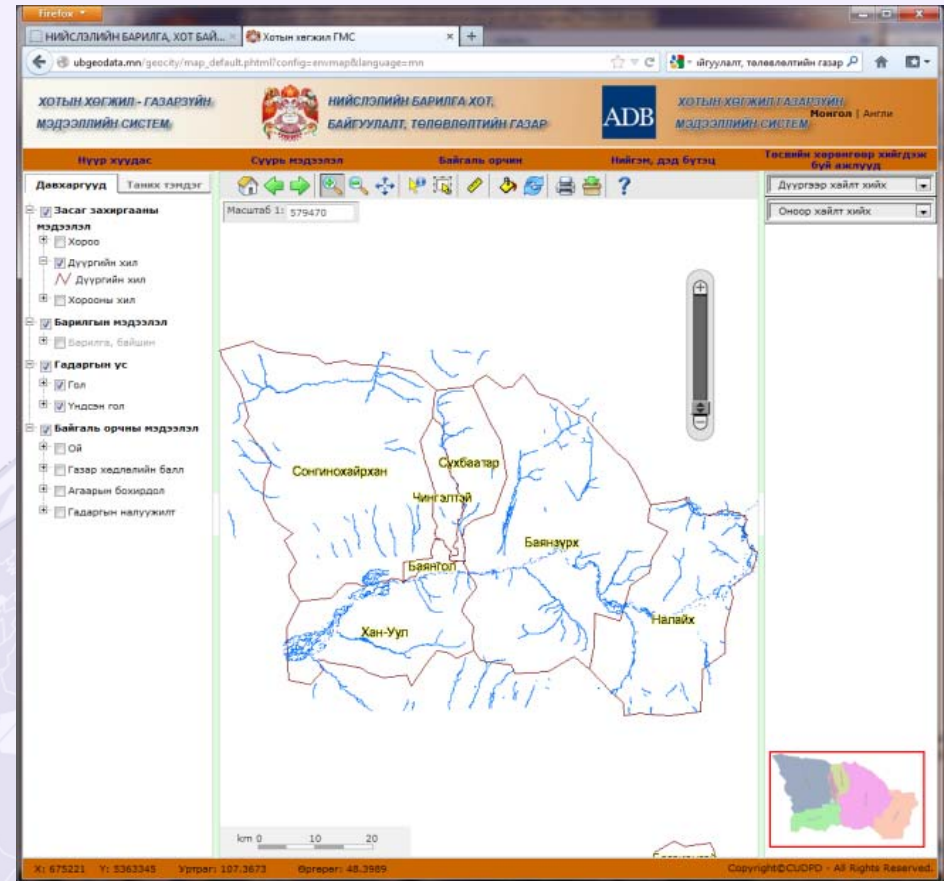 Firefox
НИЙСЛЭЛИЙН БАРИЛГА, ХОТ БАЙ...
Хотын хөгжил ГМС
ubgeodata.mn/geocity/map_default.phtml?config=envmap&language=mn
йгуулалт, төлөвлөлтийн газар
ХОТЫН ХӨГЖИЛ - ГАЗАРЗҮЙН
МЭДЭЭЛЛИЙН СИСТЕМ
НИЙСЛЭЛИЙН БАРИЛГА ХОТ,
БАЙГУУЛАЛТ, ТӨЛӨВЛӨЛТИЙН ГАЗАР
ADB
ХОТЫН ХӨГЖИЛ ГАЗАРЗҮЙН
МЭДЭЭЛЛИЙН СИСТЕМ
Монгол | Англи
Нүүр хуудас
Суурь мэдээлэл
Байгаль орчин
Нийгэм, дэд бүтэц
Төсвийн хөрөнгөөр хийгдэж
буй ажлууд
Давхаргууд
Таних тэмдэг
Масштаб 1: 579470
Дүүргээр хайлт хийх
Оноор хайлт хийх
Засаг захиргааны
мэдээлэл
Хороо
Дүүргийн хил
Дүүргийн хил
Хорооны хил
Барилгын мэдээлэл
Барилга, байшин
Гадаргын ус
Гол
Үндсэн гол
Байгаль орчны мэдээлэл
Ой
Газар хөдлөлийн балл
Агаарын бохирдол
Гадаргын налуужилт
Сонгинохайрхан
Сүхбаатар
Чингэлтэй
Баянзүрх
Баянгол
Налайх
Хан-Уул
km 0 10 20
X: 675221 Y: 5363345 Уртраг: 107.3673 Өргөрөг: 48.3989
Copyright©CUDPD - All Rights Reserved.